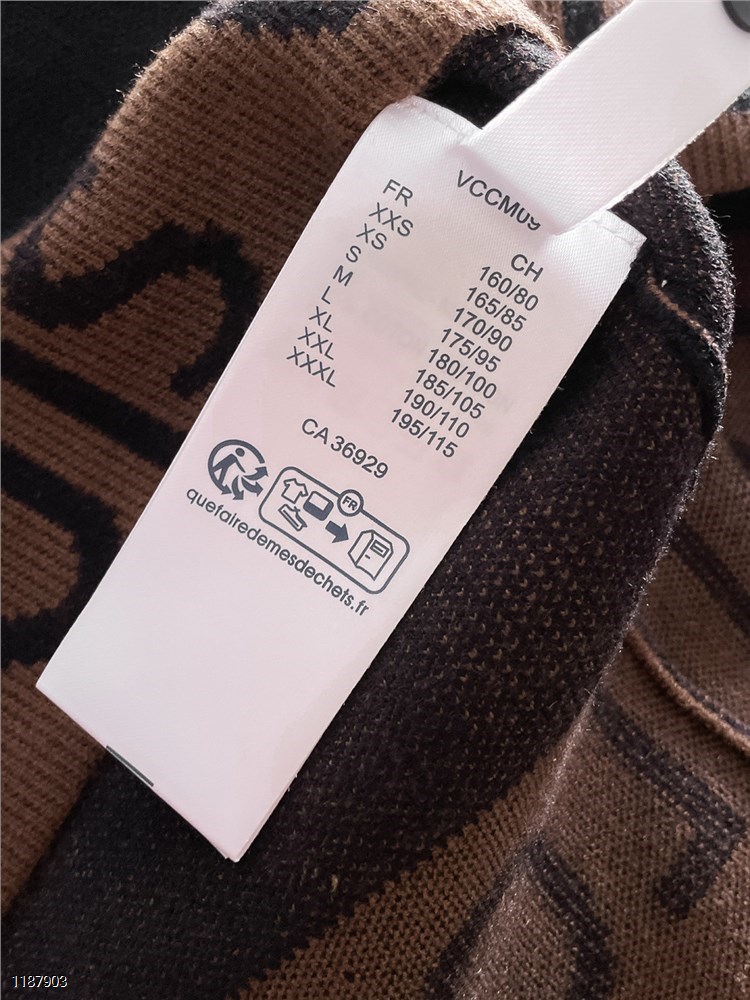 VCCM09
FR CH
XXS 160/80
XS 165/85
S 170/90
M 175/95
L 180/100
XL 185/105
XXL 190/110
XXXL 195/115
CA 36929
FR
quefairedemesdechets.fr
1187903